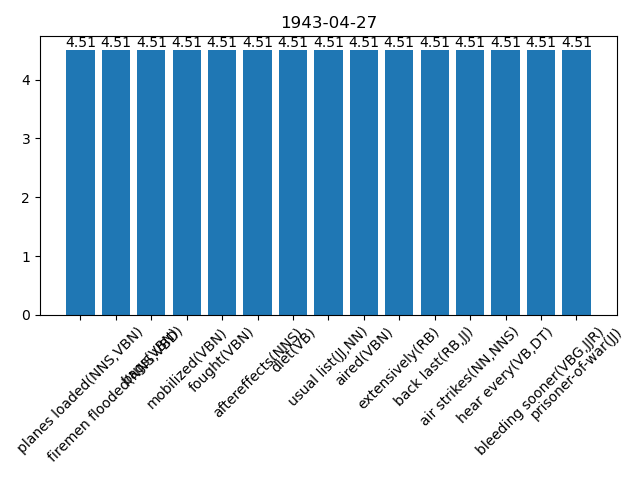 1943-04-27
4.51 4.51 4.51 4.51 4.51 4.51 4.51 4.51 4.51 4.51 4.51 4.51 4.51 4.51 4.51
4
3
2
1
0
planes loaded(NNS,VBN)
firemen flooded(NNS,VBD)
mobilized(VBN)
fought(VBN)
aftereffects(NNS)
diet(VB)
usual list(JJ,NN)
aired(VBN)
extensively(RB)
back last(RB,JJ)
air strikes(NN,NNS)
hear every(VB,DT)
bleeding sooner(VBG,JJR)
prisoner-of-war(JJ)